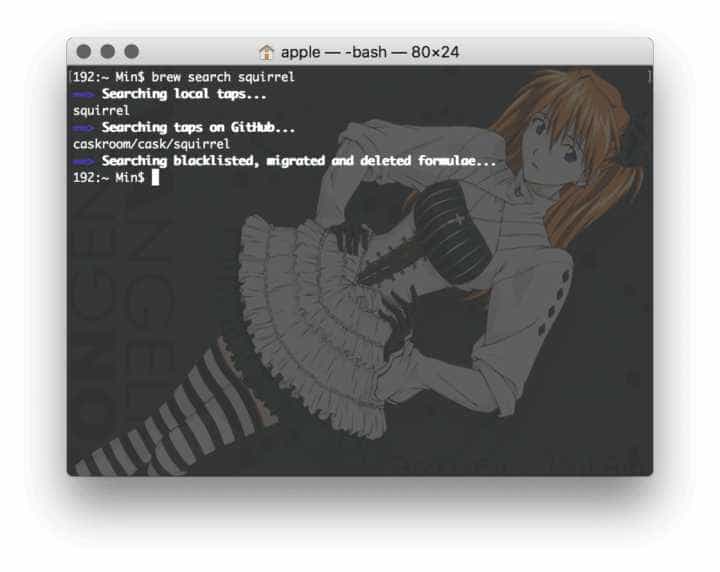 apple — -bash — 80×24
192:~ Min$ brew search squirrel
==> Searching local taps...
squirrel
==> Searching taps on GitHub...
caskroom/cask/squirrel
==> Searching blacklisted, migrated and deleted formulae...
192:~ Min$